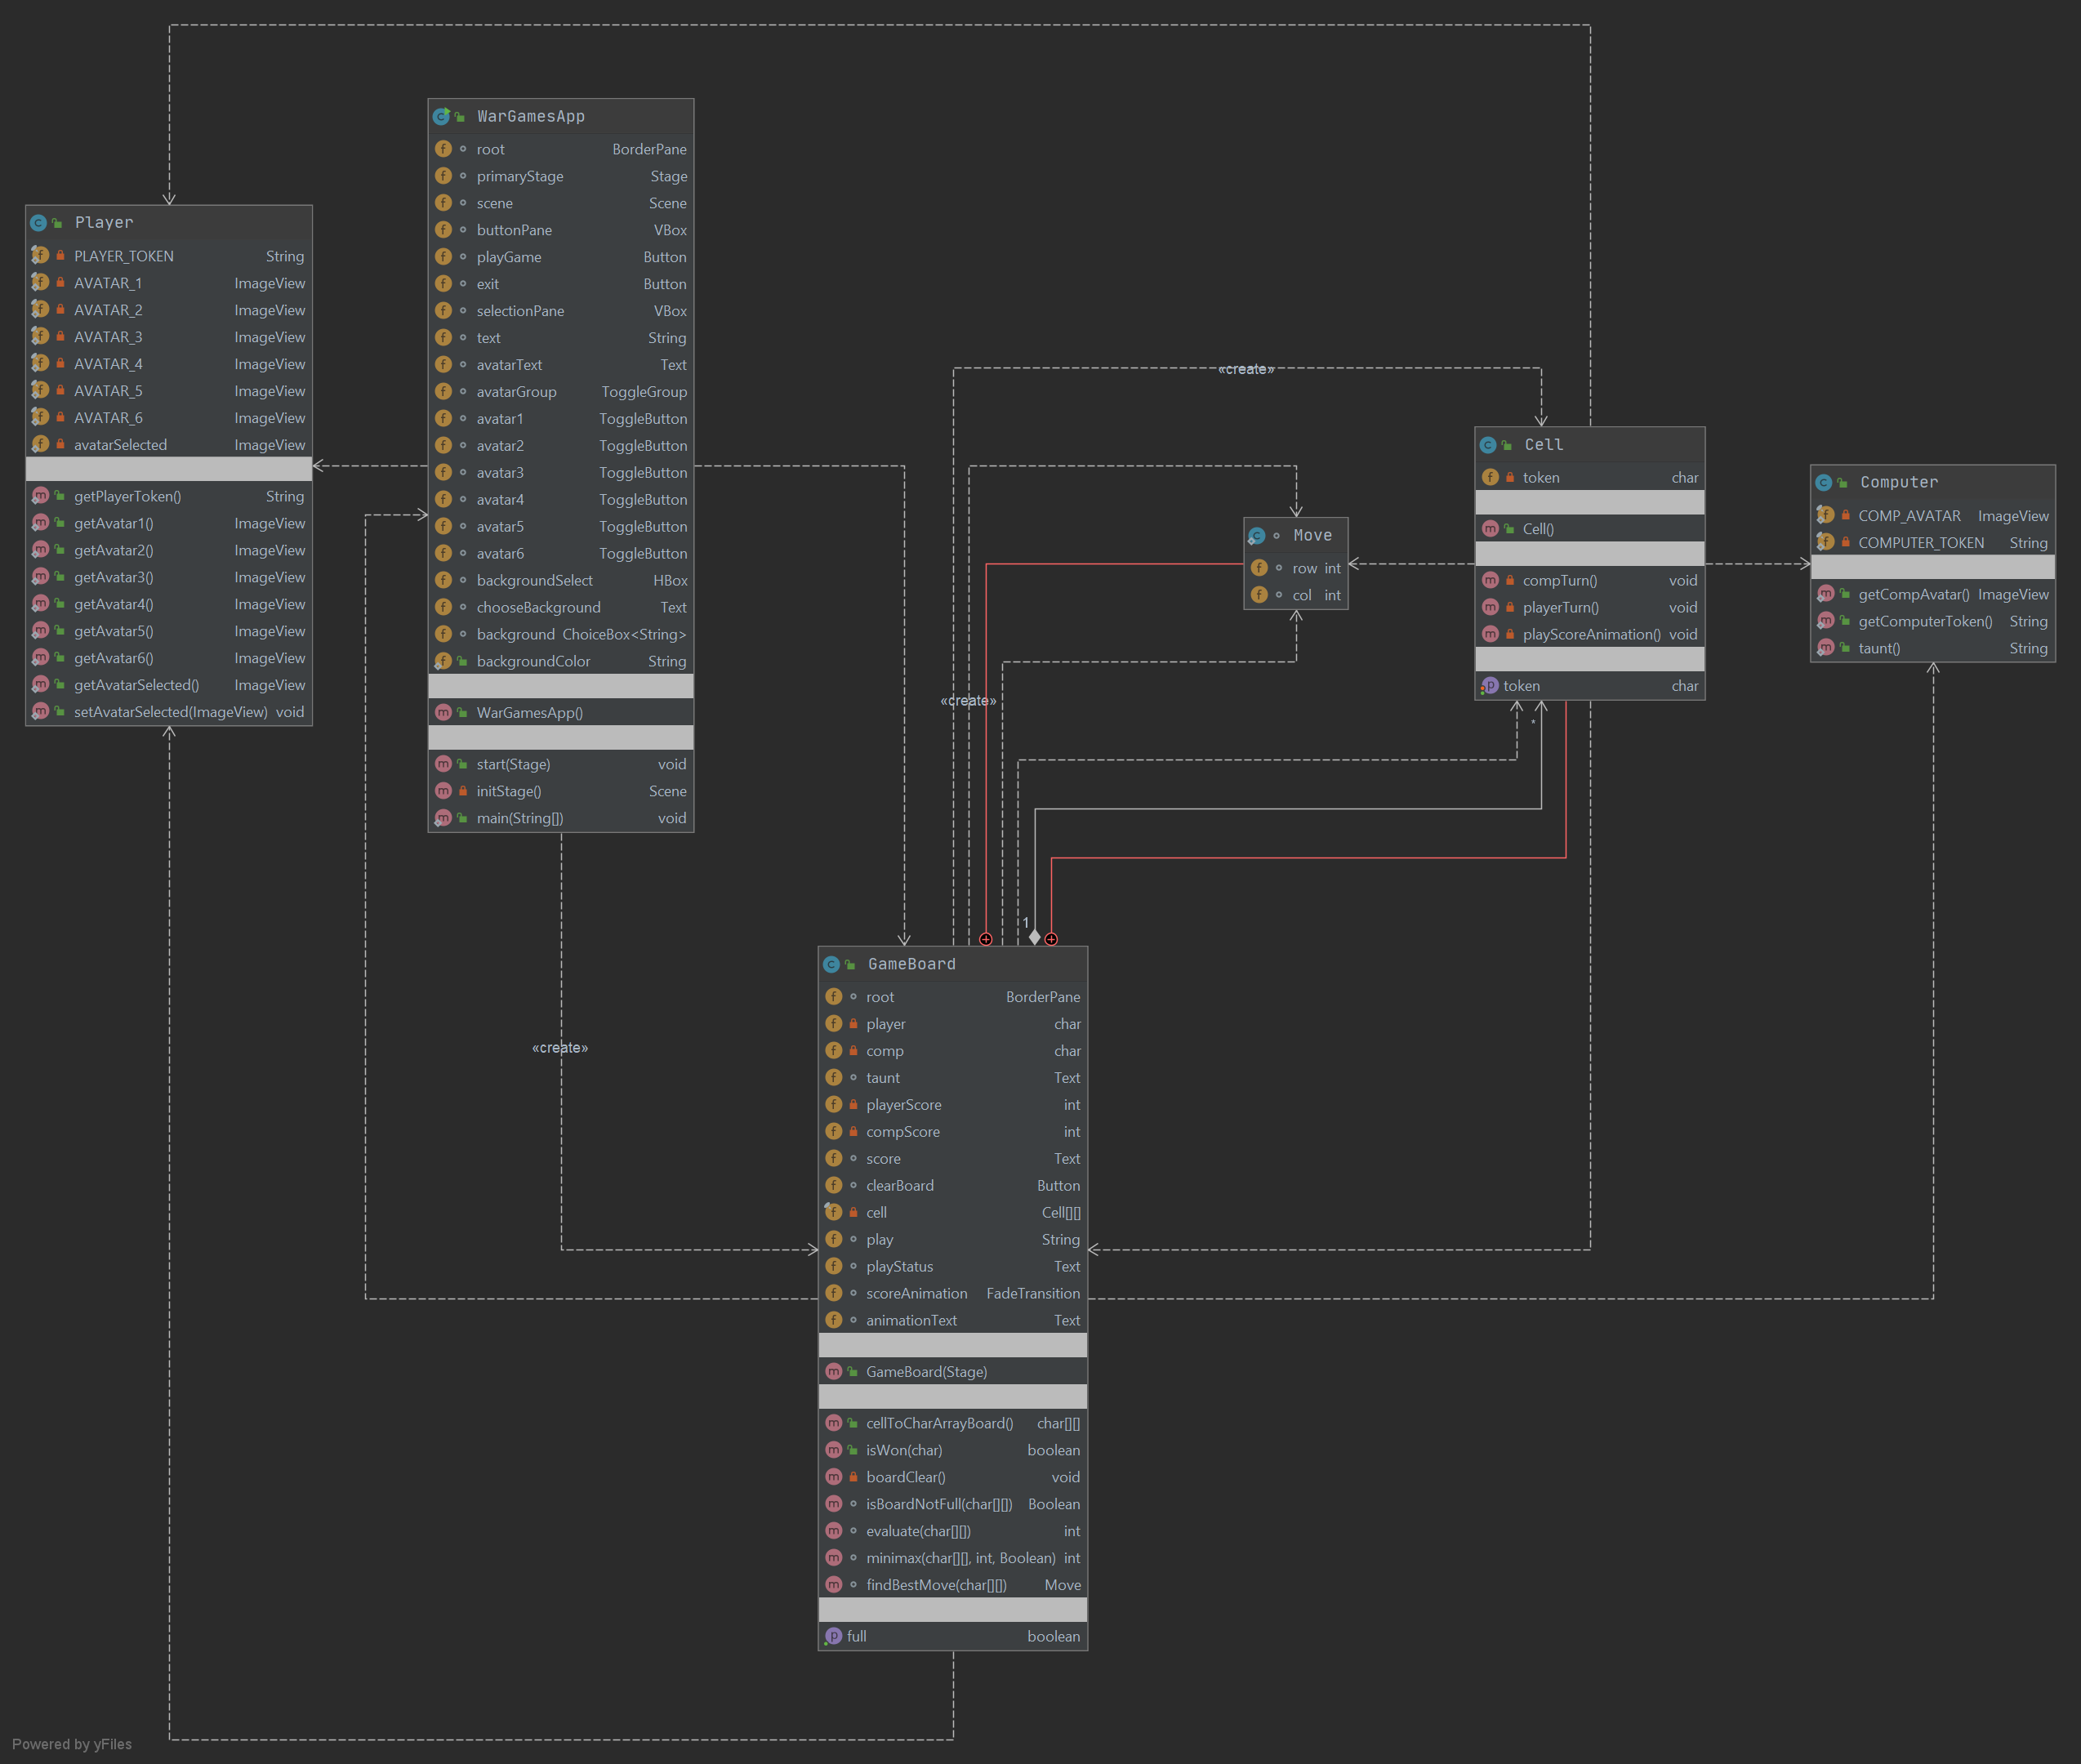 WarGamesApp
root BorderPane
primaryStage Stage
scene Scene
buttonPane VBox
playGame Button
exit Button
selectionPane VBox
text String
avatarText Text
avatarGroup ToggleGroup
avatar1 ToggleButton
avatar2 ToggleButton
avatar3 ToggleButton
avatar4 ToggleButton
avatar5 ToggleButton
avatar6 ToggleButton
backgroundSelect HBox
chooseBackground Text
background ChoiceBox<String>
backgroundColor String
WarGamesApp()
start(Stage) void
initStage() Scene
main(String[]) void
Player
PLAYER_TOKEN String
AVATAR_1 ImageView
AVATAR_2 ImageView
AVATAR_3 ImageView
AVATAR_4 ImageView
AVATAR_5 ImageView
AVATAR_6 ImageView
avatarSelected ImageView
getPlayerToken() String
getAvatar1() ImageView
getAvatar2() ImageView
getAvatar3() ImageView
getAvatar4() ImageView
getAvatar5() ImageView
getAvatar6() ImageView
getAvatarSelected() ImageView
setAvatarSelected(ImageView) void
«create»
Cell
token char
Cell()
compTurn() void
playerTurn() void
playScoreAnimation() void
token char
Computer
COMP_AVATAR ImageView
COMPUTER_TOKEN String
getCompAvatar() ImageView
getComputerToken() String
taunt() String
Move
row int
col int
«create»
*
1
«create»
GameBoard
root BorderPane
player char
comp char
taunt Text
playerScore int
compScore int
score Text
clearBoard Button
cell Cell[][]
play String
playStatus Text
scoreAnimation FadeTransition
animationText Text
GameBoard(Stage)
cellToCharArrayBoard() char[][]
isWon(char) boolean
boardClear() void
isBoardNotFull(char[][]) Boolean
evaluate(char[][]) int
minimax(char[][], int, Boolean) int
findBestMove(char[][]) Move
full boolean
Powered by yFiles